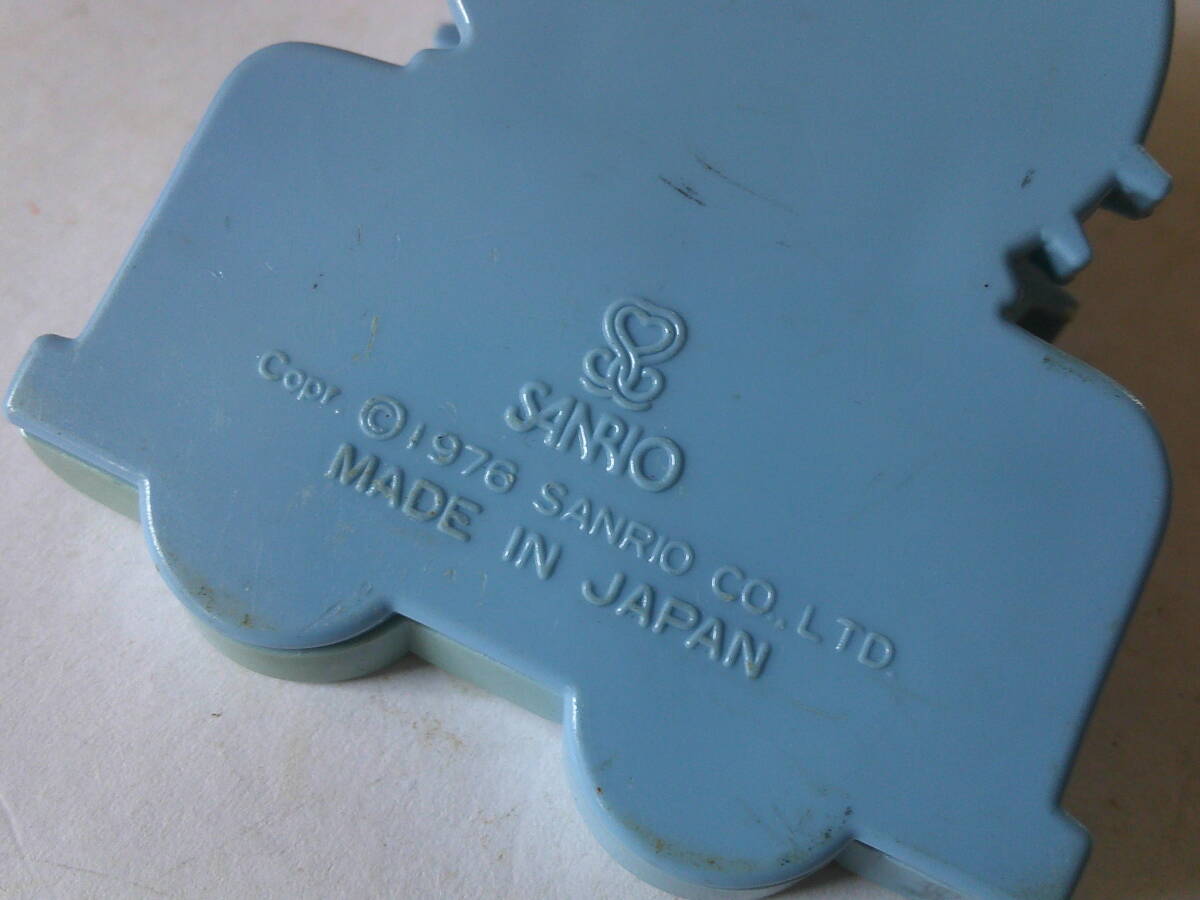 SANRIO
Copr. ©1976 SANRIO CO., LTD.
MADE IN JAPAN